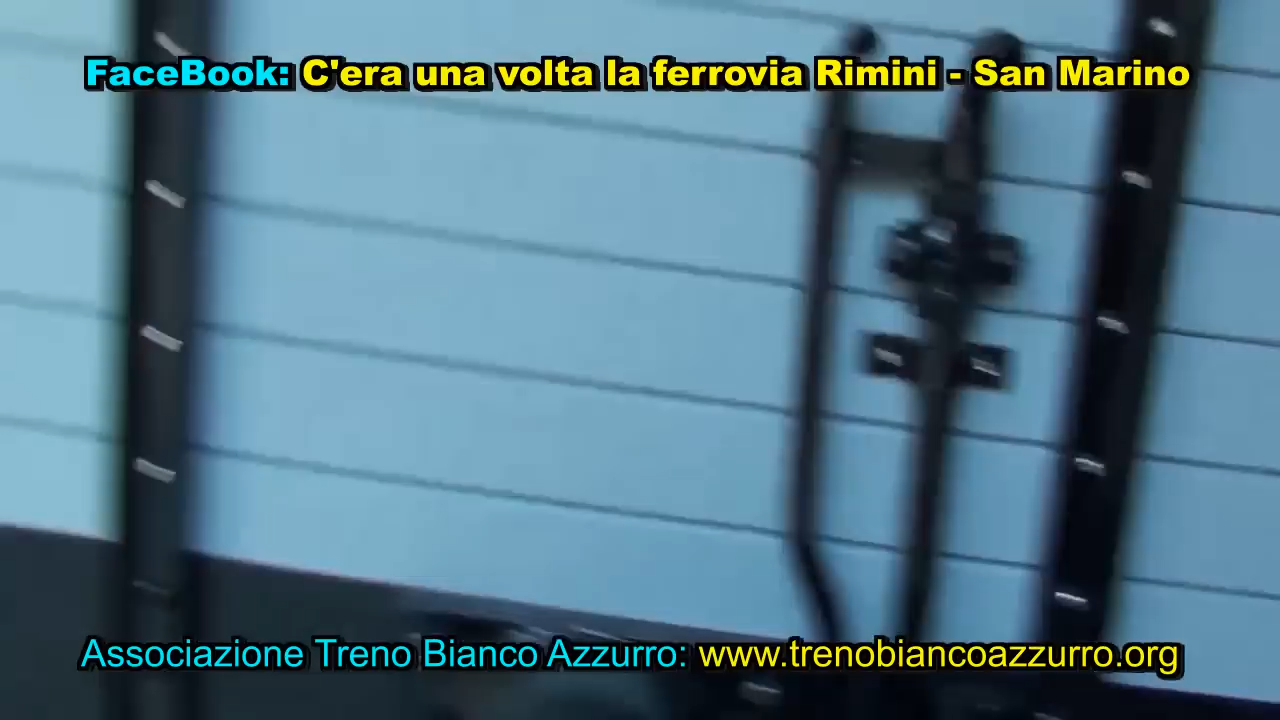 FaceBook: C'era una volta la ferrovia Rimini - San Marino
Associazione Treno Bianco Azzurro: www.trenobiancoazzurro.org